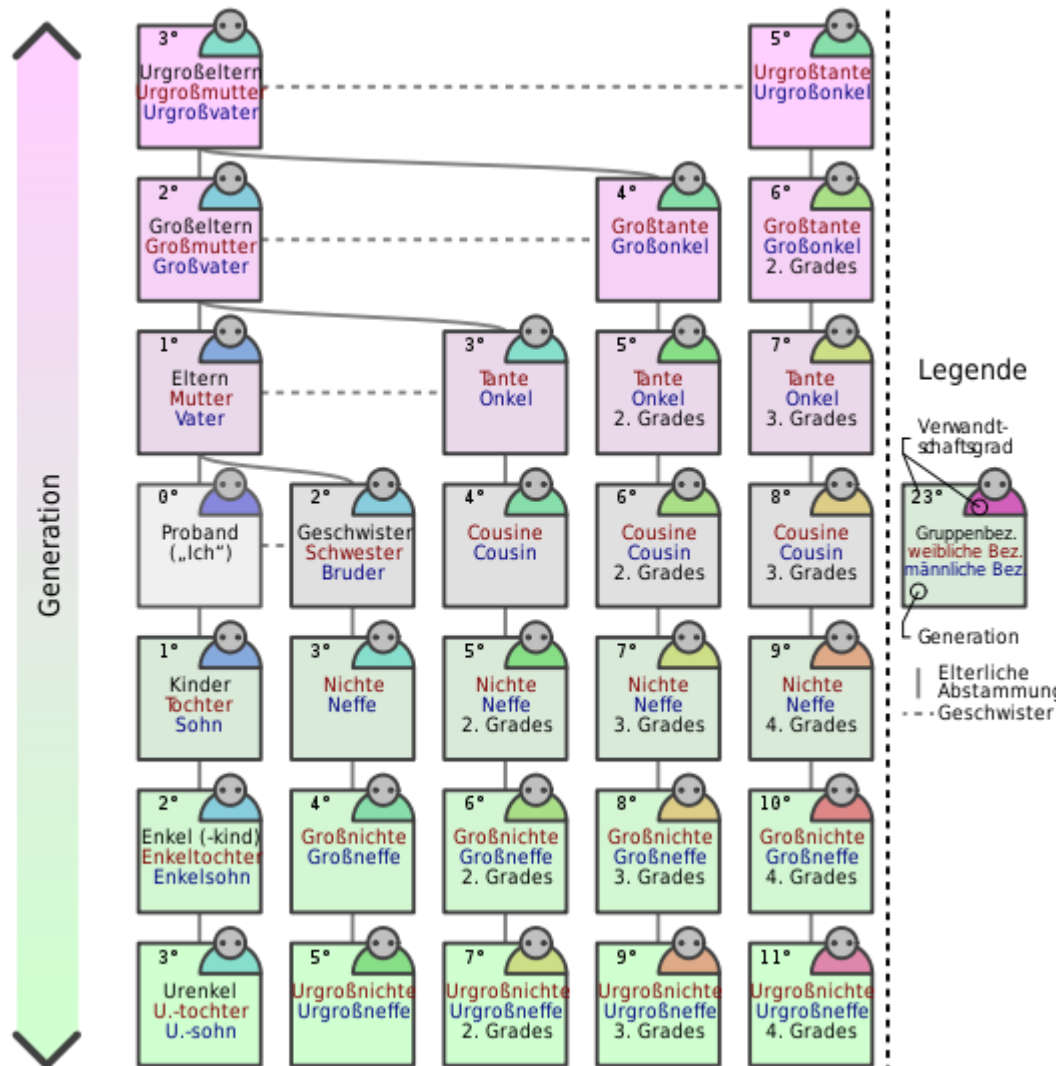 Generation
3°
Urgroßeltern
Urgroßmutter
Urgroßvater
5°
Urgroßtante
Urgroßonkel
2°
Großeltern
Großmutter
Großvater
4°
Großtante
Großonkel
6°
Großtante
Großonkel
2. Grades
1°
Eltern
Mutter
Vater
3°
Tante
Onkel
5°
Tante
Onkel
2. Grades
7°
Tante
Onkel
3. Grades
0°
Proband
(„Ich“)
2°
Geschwister
Schwester
Bruder
4°
Cousine
Cousin
6°
Cousine
Cousin
2. Grades
8°
Cousine
Cousin
3. Grades
1°
Kinder
Tochter
Sohn
3°
Nichte
Neffe
5°
Nichte
Neffe
2. Grades
7°
Nichte
Neffe
3. Grades
9°
Nichte
Neffe
4. Grades
2°
Enkel (-kind)
Enkeltochter
Enkelsohn
4°
Großnichte
Großneffe
6°
Großnichte
Großneffe
2. Grades
8°
Großnichte
Großneffe
3. Grades
10°
Großnichte
Großneffe
4. Grades
3°
Urenkel
U.-tochter
U.-sohn
5°
Urgroßnichte
Urgroßneffe
7°
Urgroßnichte
Urgroßneffe
2. Grades
9°
Urgroßnichte
Urgroßneffe
3. Grades
11°
Urgroßnichte
Urgroßneffe
4. Grades
Legende
Verwandt-
schaftsgrad
23°
Gruppenbez.
weibliche Bez.
männliche Bez.
Generation
Elterliche
Abstammung
Geschwister